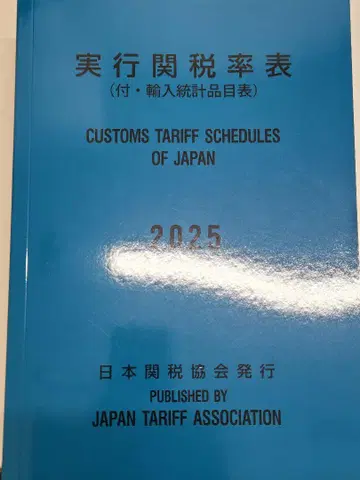 実行関税率表
(付・輸入統計品目表)
CUSTOMS TARIFF SCHEDULES
OF JAPAN
2025
日本関税協会発行
PUBLISHED BY
JAPAN TARIFF ASSOCIATION